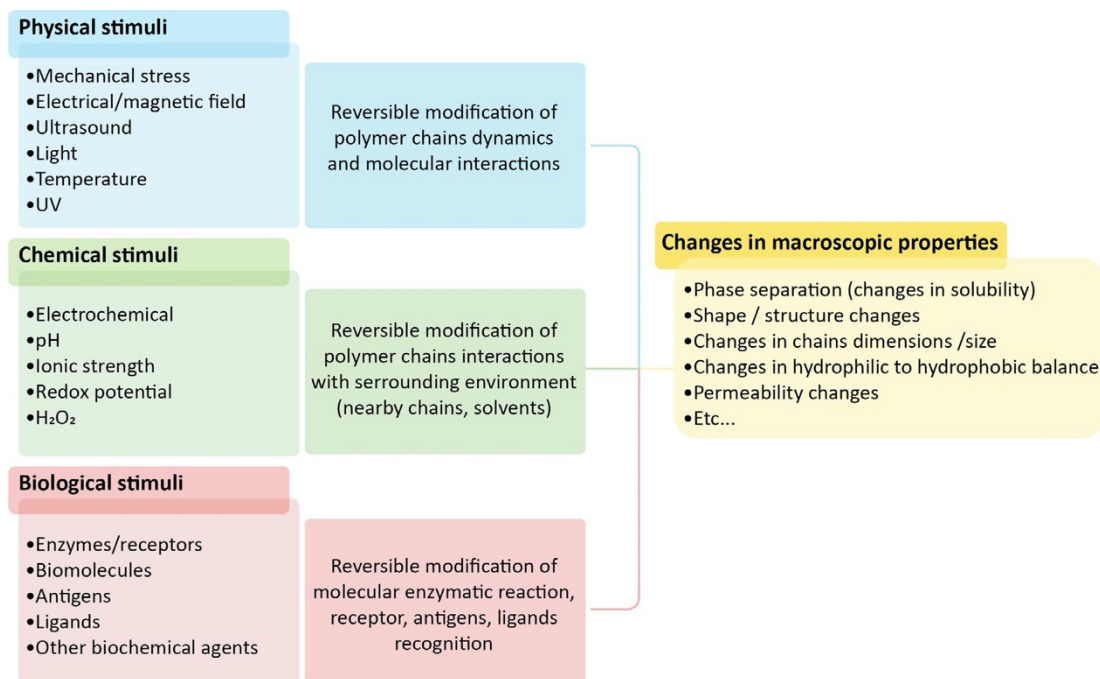 Physical stimuli
•Mechanical stress
•Electrical/magnetic field
•Ultrasound
•Light
•Temperature
•UV
Reversible modification of
polymer chains dynamics
and molecular interactions
Chemical stimuli
•Electrochemical
•pH
•Ionic strength
•Redox potential
•H₂O₂
Reversible modification of
polymer chains interactions
with serrounding environment
(nearby chains, solvents)
Biological stimuli
•Enzymes/receptors
•Biomolecules
•Antigens
•Ligands
•Other biochemical agents
Reversible modification of
molecular enzymatic reaction,
receptor, antigens, ligands
recognition
Changes in macroscopic properties
•Phase separation (changes in solubility)
•Shape / structure changes
•Changes in chains dimensions /size
•Changes in hydrophilic to hydrophobic balance
•Permeability changes
•Etc...